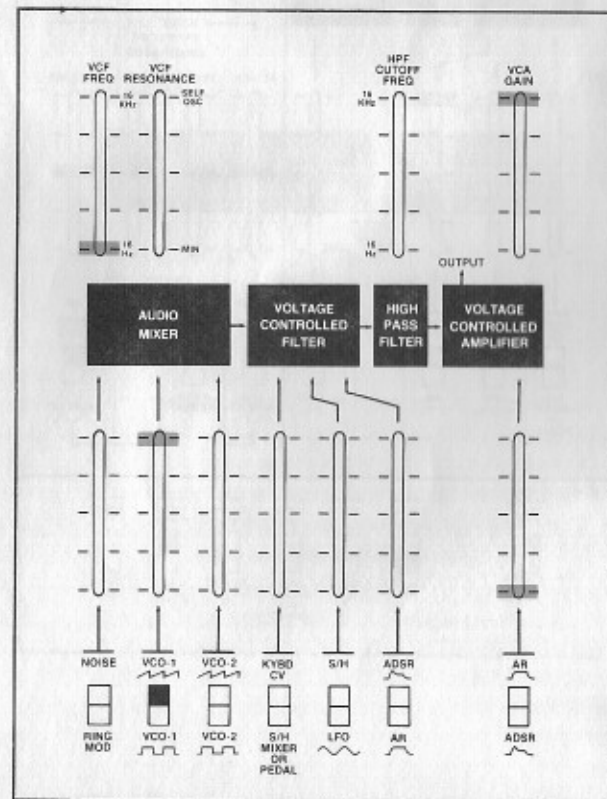 VCF FREQ
VCF RESONANCE
HPF CUTOFF FREQ
VCA GAIN
16 KHz
SELF OSC
16 KHz
16 Hz
MIN
16 Hz
OUTPUT
AUDIO MIXER
VOLTAGE CONTROLLED FILTER
HIGH PASS FILTER
VOLTAGE CONTROLLED AMPLIFIER
NOISE
VCO-1
VCO-2
KYBD CV
S/H
ADSR
AR
RING MOD
VCO-1
VCO-2
S/H MIXER OR PEDAL
LFO
AR
ADSR